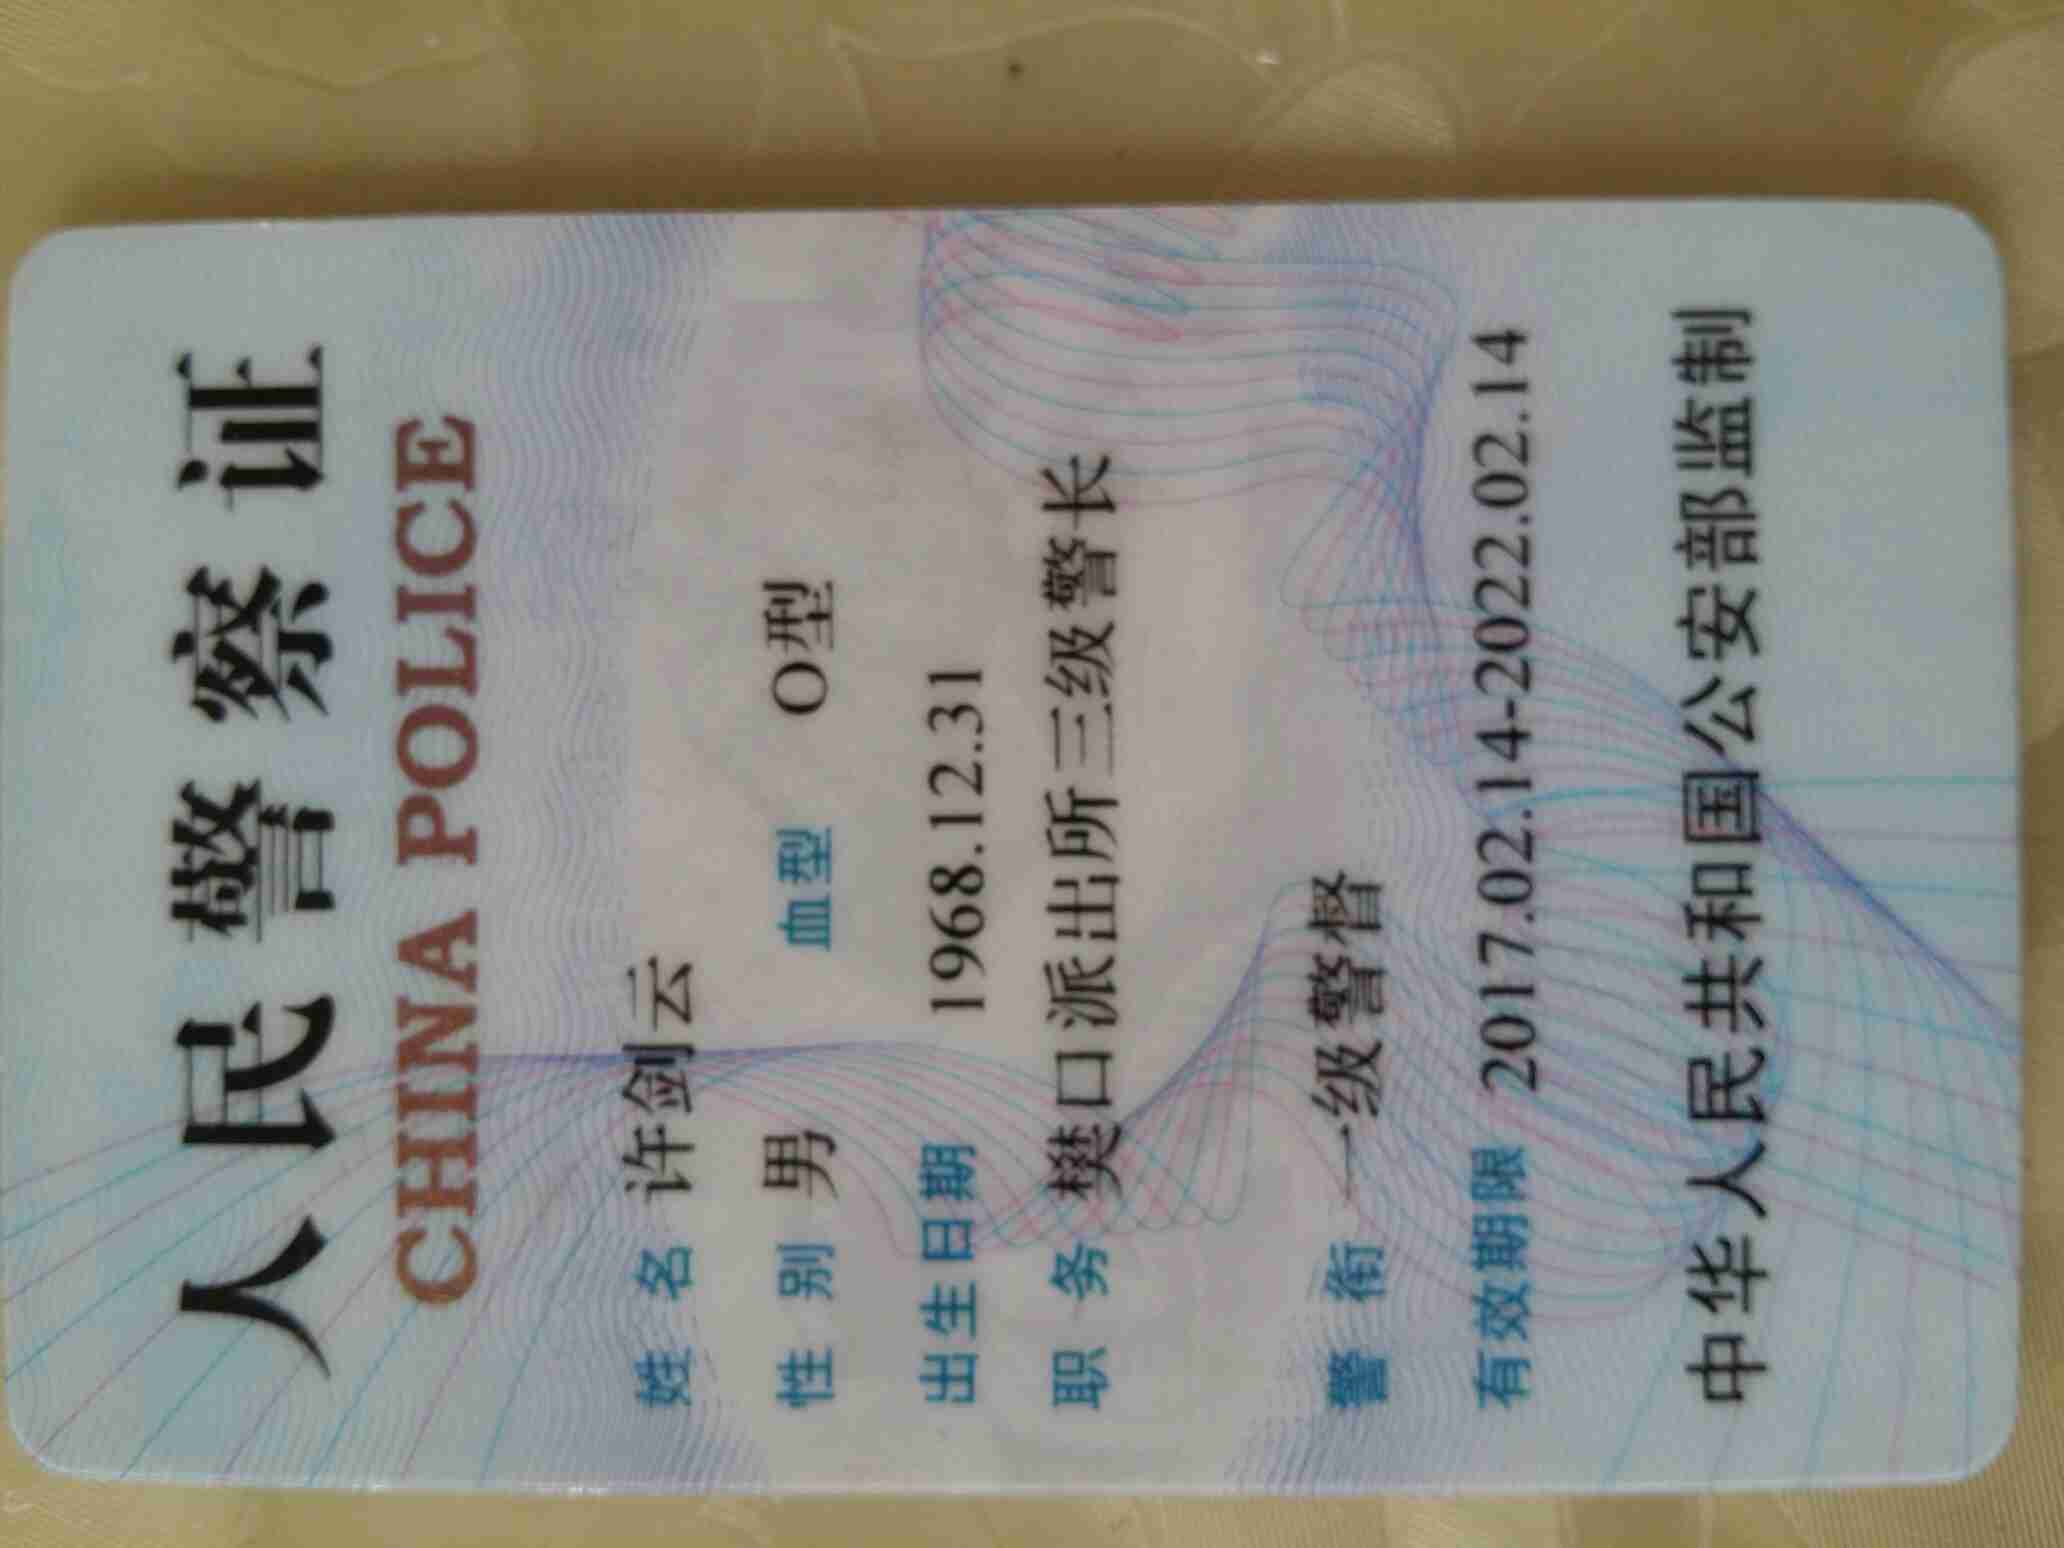 人民警察证
CHINA POLICE
姓名 许剑云
性别 男 血型 O型
出生日期 1968.12.31
职务 樊口派出所三级警长
警衔 一级警督
有效期限 2017.02.14-2022.02.14
中华人民共和国公安部监制